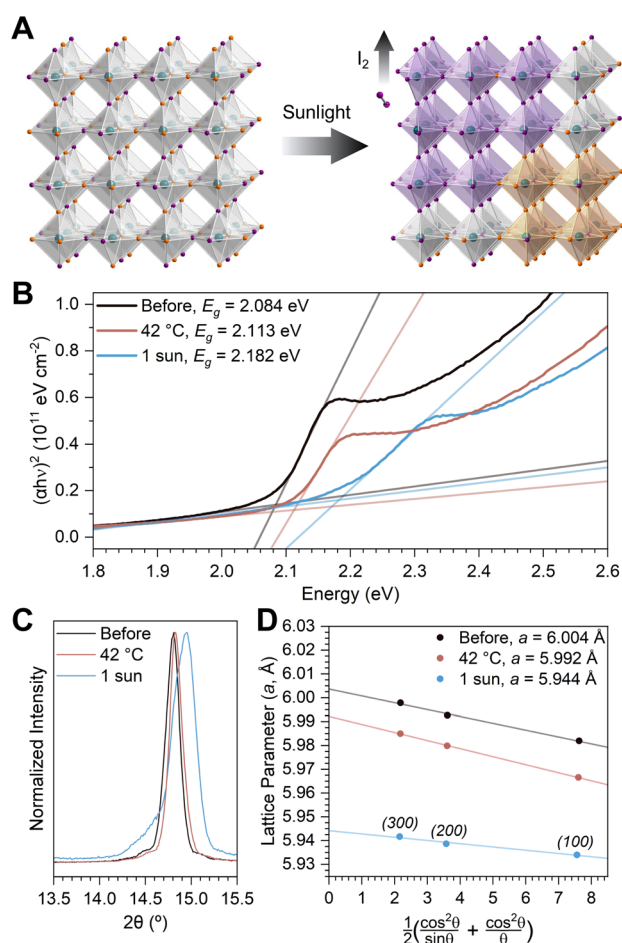 A
I₂
Sunlight
B
Before, E_g = 2.084 eV
42 °C, E_g = 2.113 eV
1 sun, E_g = 2.182 eV
(αhν)² (10¹¹ eV cm⁻²)
1.0
0.8
0.6
0.4
0.2
0.0
1.8 1.9 2.0 2.1 2.2 2.3 2.4 2.5 2.6
Energy (eV)
C
Before
42 °C
1 sun
Normalized Intensity
13.5 14.0 14.5 15.0 15.5
2θ (º)
D
Before, a = 6.004 Å
42 °C, a = 5.992 Å
1 sun, a = 5.944 Å
Lattice Parameter (a, Å)
6.03
6.02
6.01
6.00
5.99
5.98
5.97
5.96
5.95
5.94
5.93
(300) (200) (100)
0 1 2 3 4 5 6 7 8
1/2(cos²θ/sinθ + cos²θ/θ)